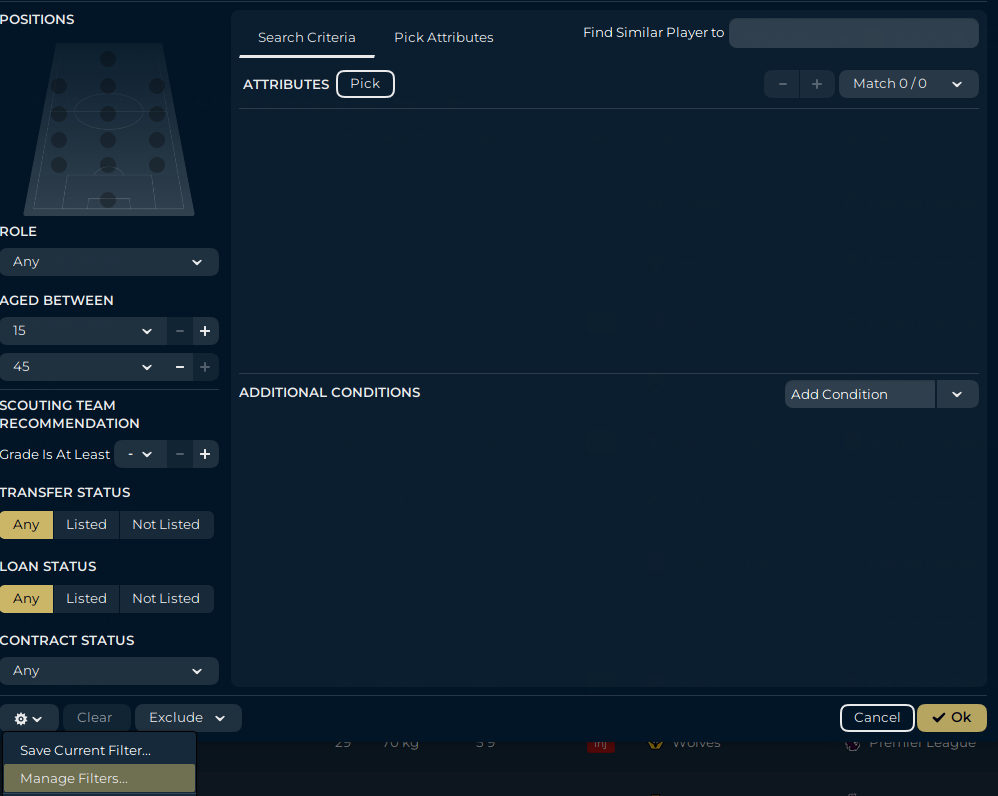 POSITIONS
Search Criteria
Pick Attributes
Find Similar Player to
ATTRIBUTES
Pick
Match 0 / 0
ROLE
Any
AGED BETWEEN
15
45
ADDITIONAL CONDITIONS
Add Condition
SCOUTING TEAM
RECOMMENDATION
Grade Is At Least
-
TRANSFER STATUS
Any Listed Not Listed
LOAN STATUS
Any Listed Not Listed
CONTRACT STATUS
Any
Clear
Exclude
Cancel
Ok
Save Current Filter...
Manage Filters...
29 70 kg 5'9 Inj Wolves Premier League